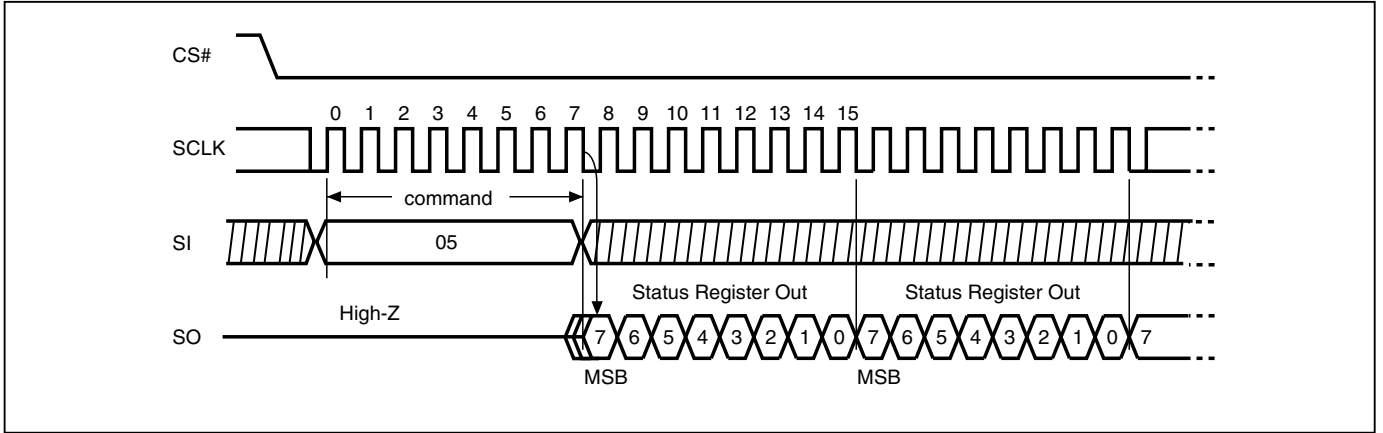 CS#
0 1 2 3 4 5 6 7 8 9 10 11 12 13 14 15
SCLK
command
SI
05
Status Register Out Status Register Out
High-Z
SO
7 6 5 4 3 2 1 0 7 6 5 4 3 2 1 0 7
MSB MSB